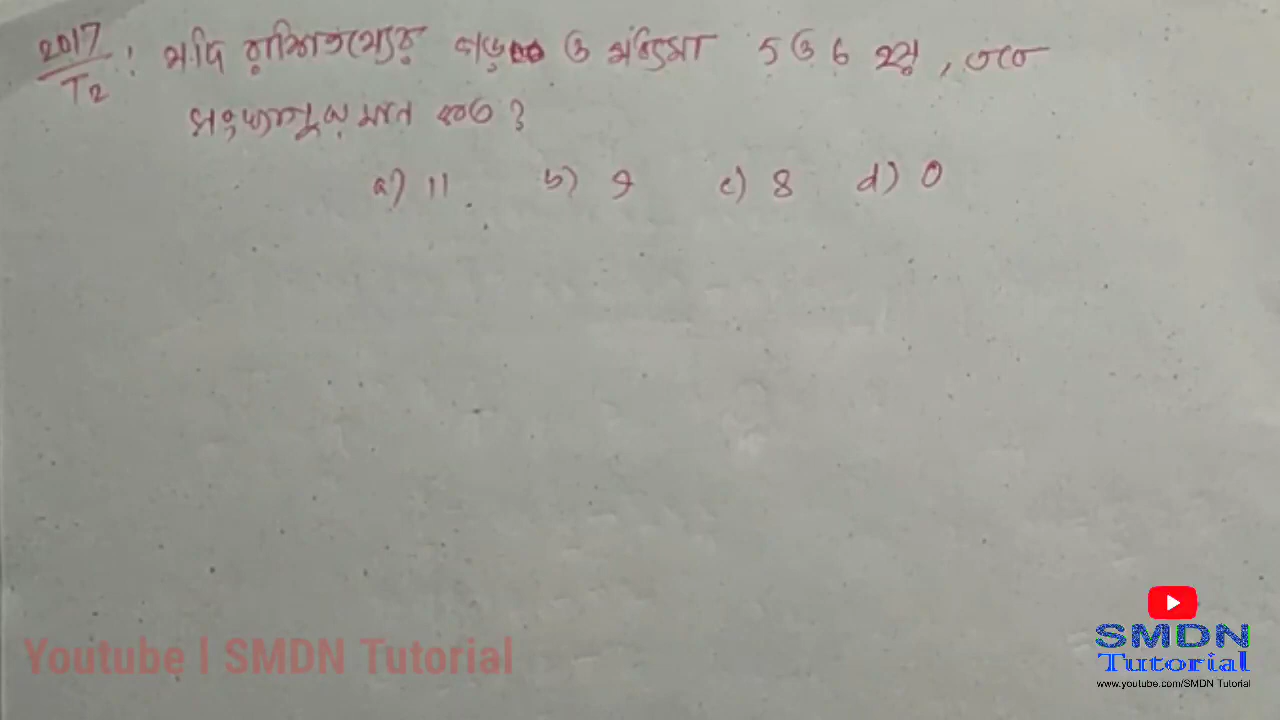 2017/T2 : যদি রাশিতথ্যের গড় ও মধ্যমা 5 ও 6 হয়, তবে
সংখ্যাগুরু মান কত ?
a) 11 b) 9 c) 8 d) 0
Youtube | SMDN Tutorial
SMDN
Tutorial
www.youtube.com/SMDN Tutorial